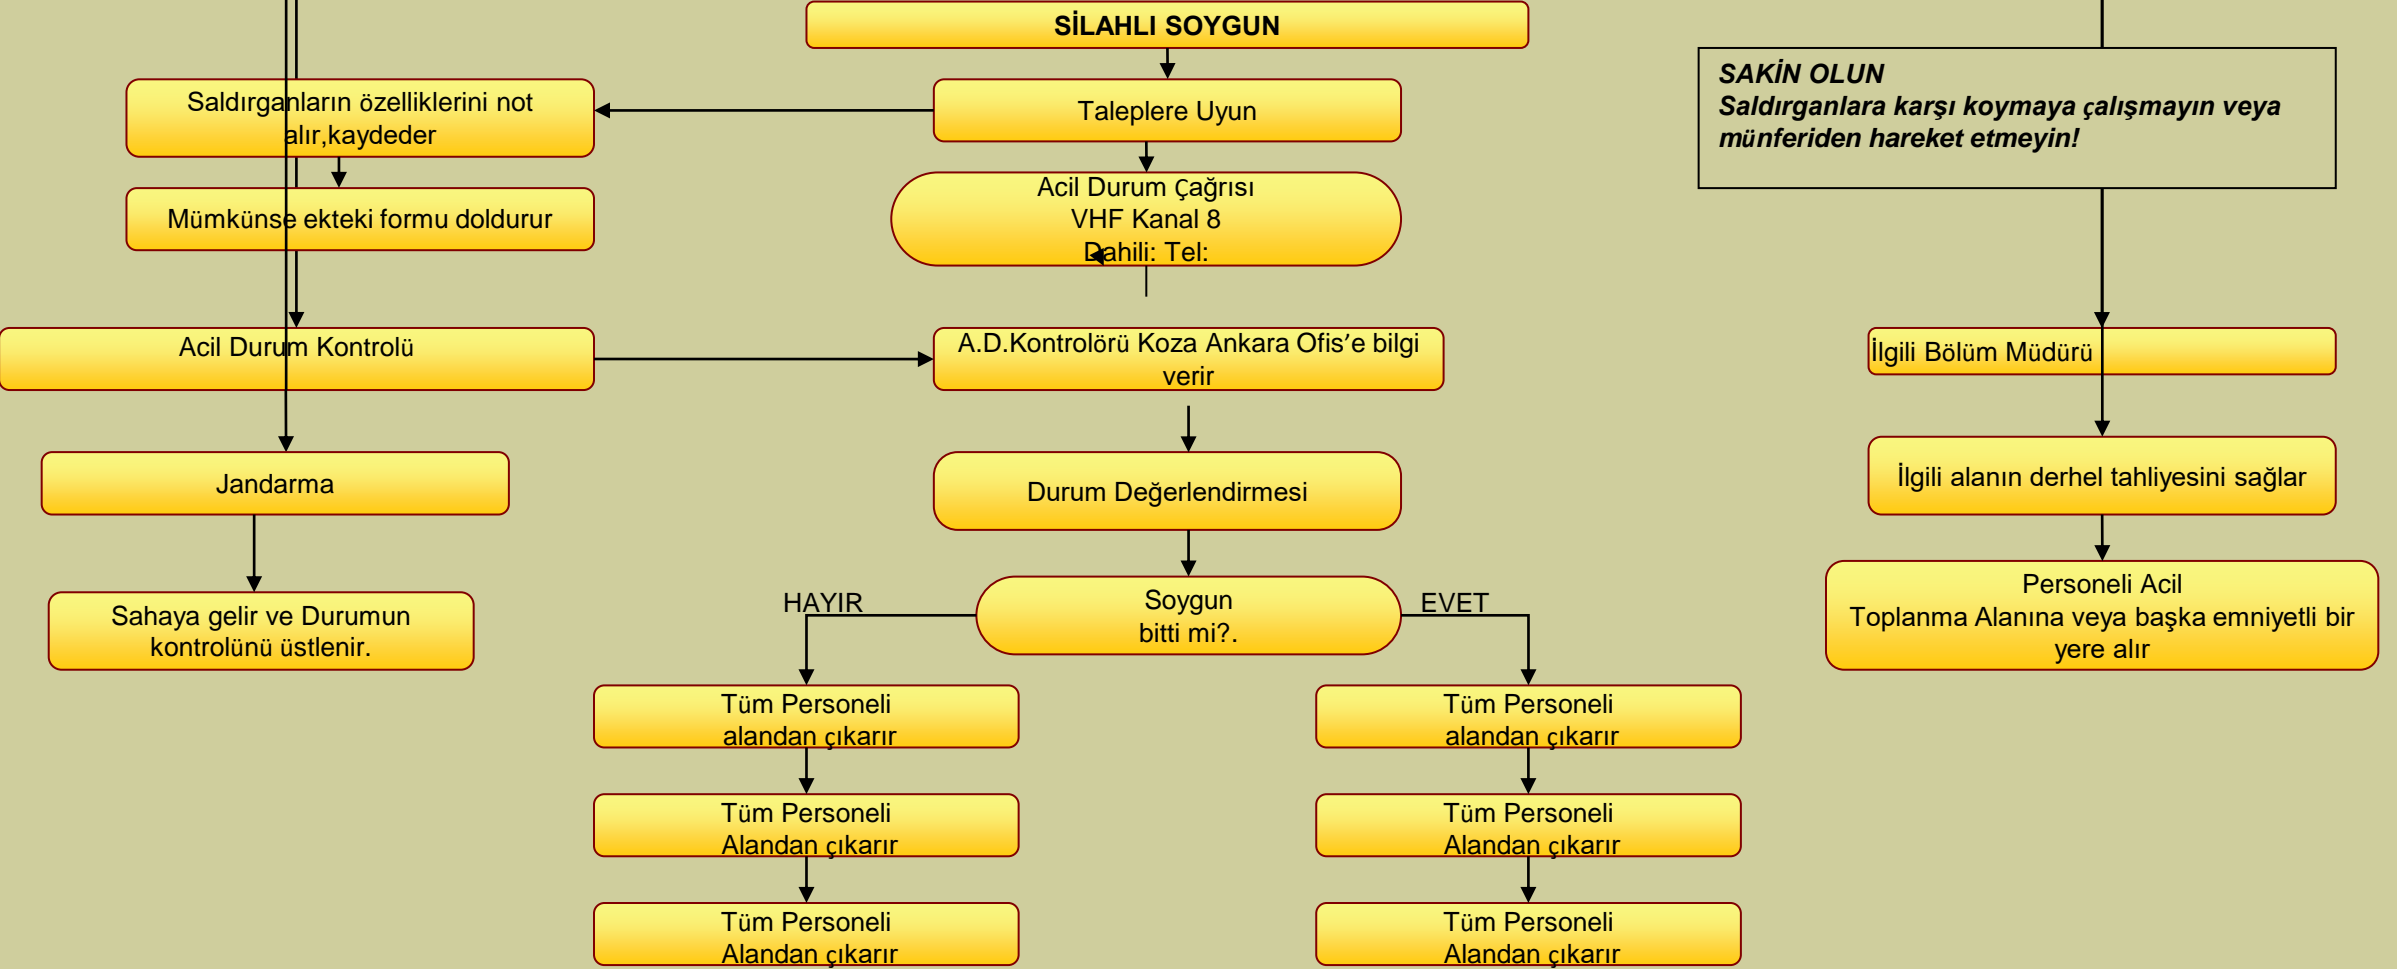 SİLAHLI SOYGUN
SAKİN OLUN
Saldırganlara karşı koymaya çalışmayın veya
münferiden hareket etmeyin!
Saldırganların özelliklerini not
alır,kaydeder
Taleplere Uyun
Mümkünse ekteki formu doldurur
Acil Durum Çağrısı
VHF Kanal 8
Dahili: Tel:
Acil Durum Kontrolü
A.D.Kontrolörü Koza Ankara Ofis’e bilgi
verir
İlgili Bölüm Müdürü
Jandarma
Durum Değerlendirmesi
İlgili alanın derhel tahliyesini sağlar
Sahaya gelir ve Durumun
kontrolünü üstlenir.
HAYIR
Soygun
bitti mi?.
EVET
Personeli Acil
Toplanma Alanına veya başka emniyetli bir
yere alır
Tüm Personeli
alandan çıkarır
Tüm Personeli
alandan çıkarır
Tüm Personeli
Alandan çıkarır
Tüm Personeli
Alandan çıkarır
Tüm Personeli
Alandan çıkarır
Tüm Personeli
Alandan çıkarır